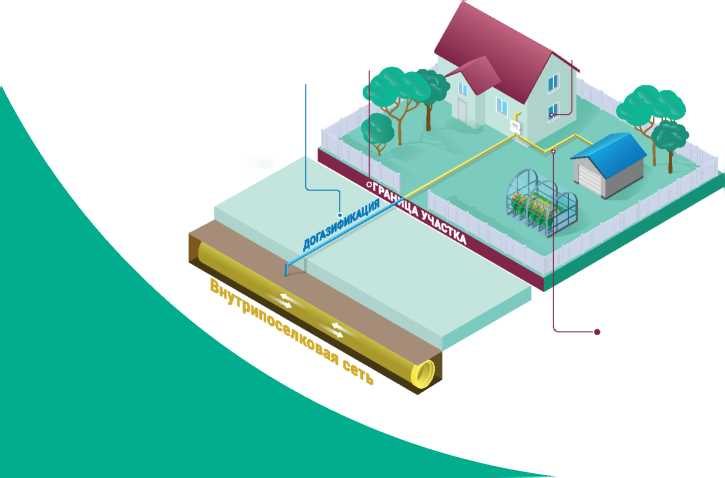 ГРАНИЦА УЧАСТКА
ДОГАЗИФИКАЦИЯ
Внутрипоселковая сеть